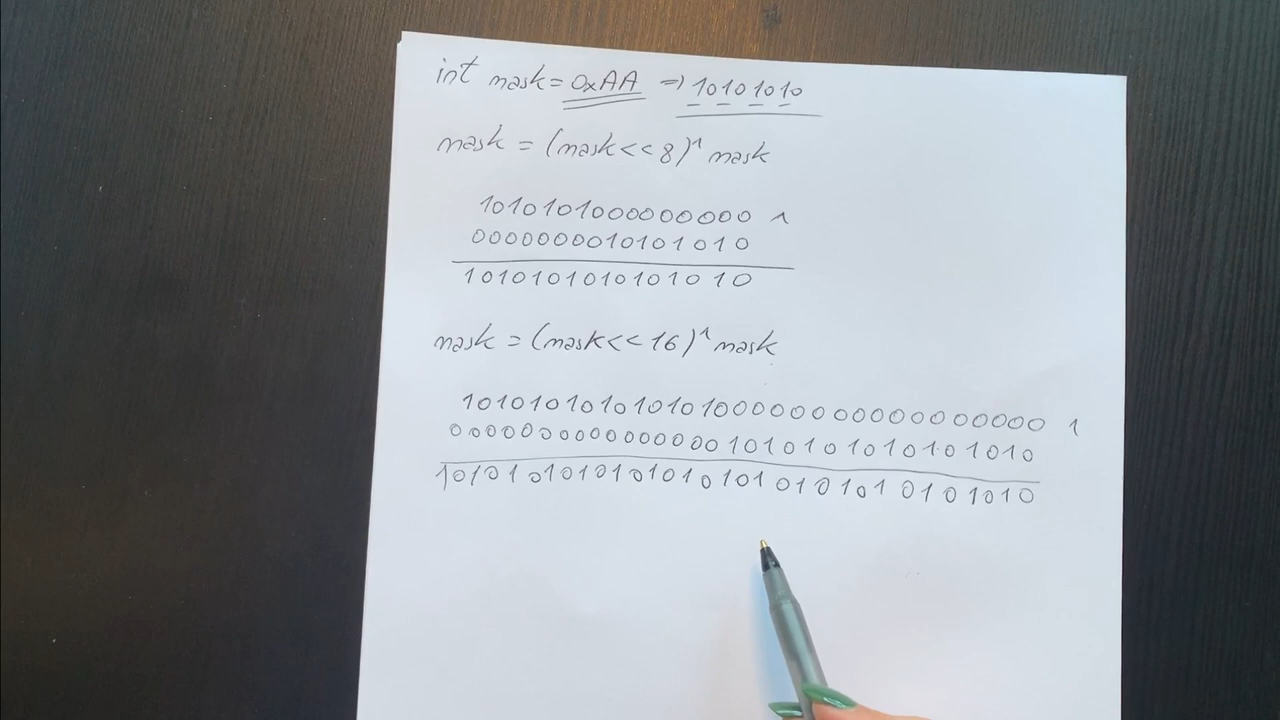 int mask = 0xAA => 10101010
mask = (mask<<8)^ mask
1010101000000000 ^
0000000010101010
1010101010101010
mask = (mask<<16)^ mask
10101010101010100000000000000000 ^
00000000000000001010101010101010
10101010101010101010101010101010